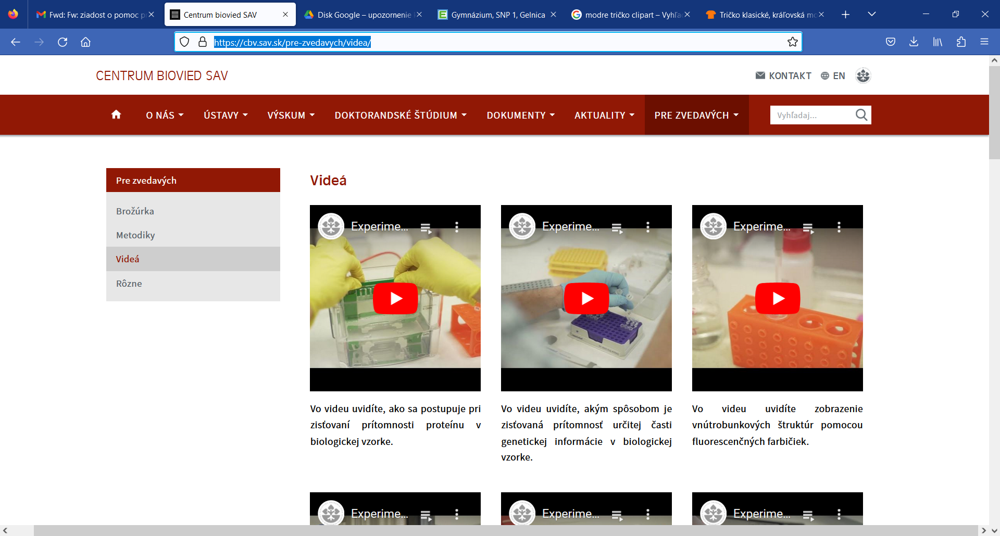 Fwd: Fw: ziadost o pomoc p
Centrum biovied SAV
Disk Google – upozornenie
Gymnázium, SNP 1, Gelnica
modre tričko clipart – Vyhľa
Tričko klasické, kráľovská mo
https://cbv.sav.sk/pre-zvedavych/videa/
CENTRUM BIOVIED SAV
KONTAKT
EN
O NÁS
ÚSTAVY
VÝSKUM
DOKTORANDSKÉ ŠTÚDIUM
DOKUMENTY
AKTUALITY
PRE ZVEDAVÝCH
Vyhľadaj...
Pre zvedavých
Brožúrka
Metodiky
Videá
Rôzne
Videá
Experime...
Experime...
Experime...
Vo videu uvidíte, ako sa postupuje pri
zisťovaní prítomnosti proteínu v
biologickej vzorke.
Vo videu uvidíte, akým spôsobom je
zisťovaná prítomnosť určitej časti
genetickej informácie v biologickej
vzorke.
Vo videu uvidíte zobrazenie
vnútrobunkových štruktúr pomocou
fluorescenčných farbičiek.
Experime...
Experime...
Experime...